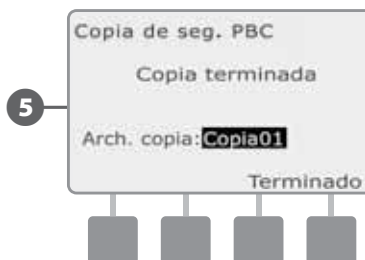 Copia de seg. PBC
Copia terminada
5
Arch. copia:Copia01
Terminado